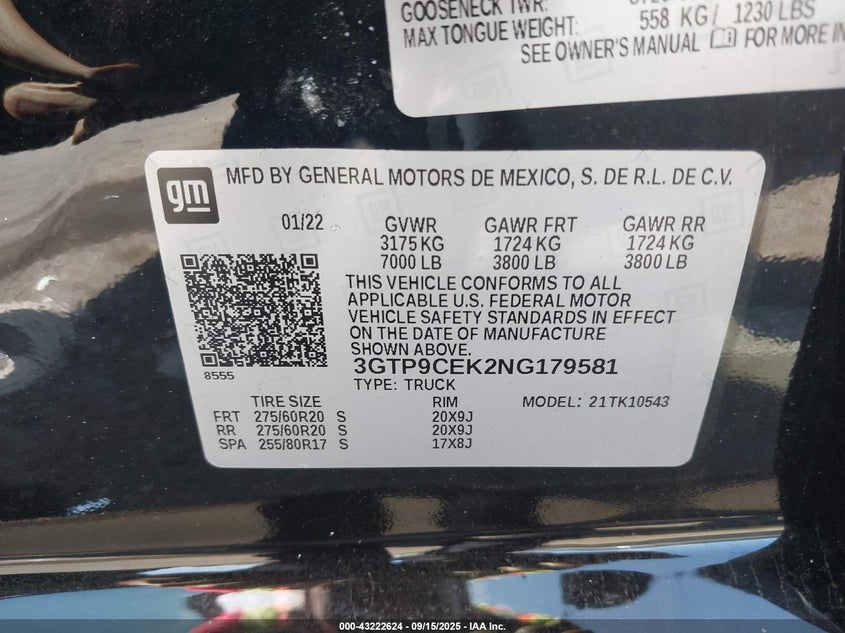 GOOSENECK TWR:
MAX TONGUE WEIGHT: 558 KG/ 1230 LBS
SEE OWNER'S MANUAL FOR MORE IN
gm
MFD BY GENERAL MOTORS DE MEXICO, S. DE R.L. DE C.V.
01/22 GVWR GAWR FRT GAWR RR
3175 KG 1724 KG 1724 KG
7000 LB 3800 LB 3800 LB
THIS VEHICLE CONFORMS TO ALL
APPLICABLE U.S. FEDERAL MOTOR
VEHICLE SAFETY STANDARDS IN EFFECT
ON THE DATE OF MANUFACTURE
SHOWN ABOVE.
3GTP9CEK2NG179581
8555
TYPE: TRUCK
TIRE SIZE RIM MODEL: 21TK10543
FRT 275/60R20 S 20X9J
RR 275/60R20 S 20X9J
SPA 255/80R17 S 17X8J
000-43222624 - 09/15/2025 - IAA Inc.